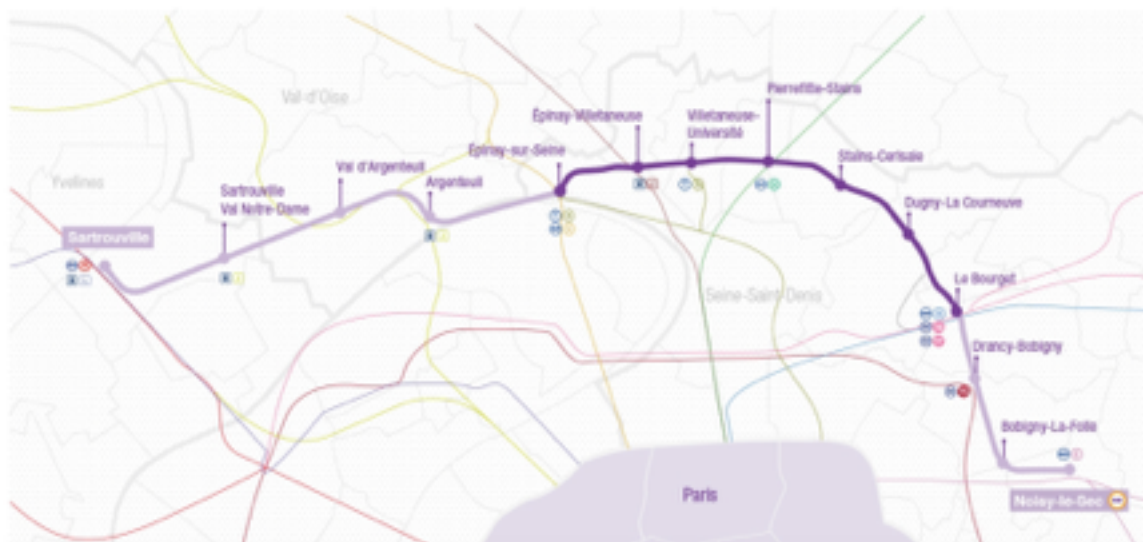 Val-d'Oise
Yvelines
Seine-Saint-Denis
Sartrouville
Sartrouville
Val Notre-Dame
Val d'Argenteuil
Argenteuil
Épinay-sur-Seine
Épinay-Villetaneuse
Villetaneuse-
Université
Pierrefitte-Stains
Stains-Cerisaie
Dugny-La Courneuve
Le Bourget
Drancy-Bobigny
Bobigny-La-Folie
Noisy-le-Sec
Paris